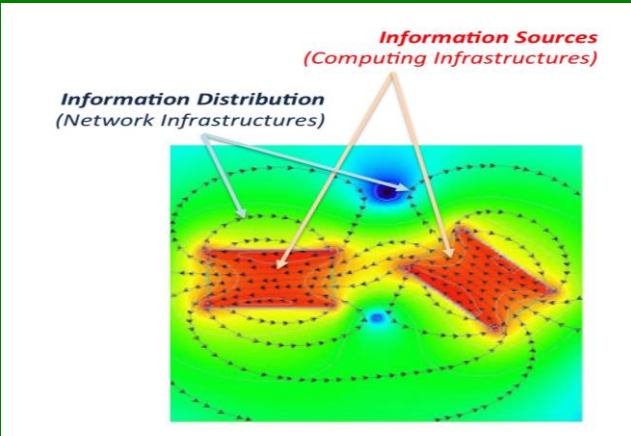 Information Sources
(Computing Infrastructures)
Information Distribution
(Network Infrastructures)